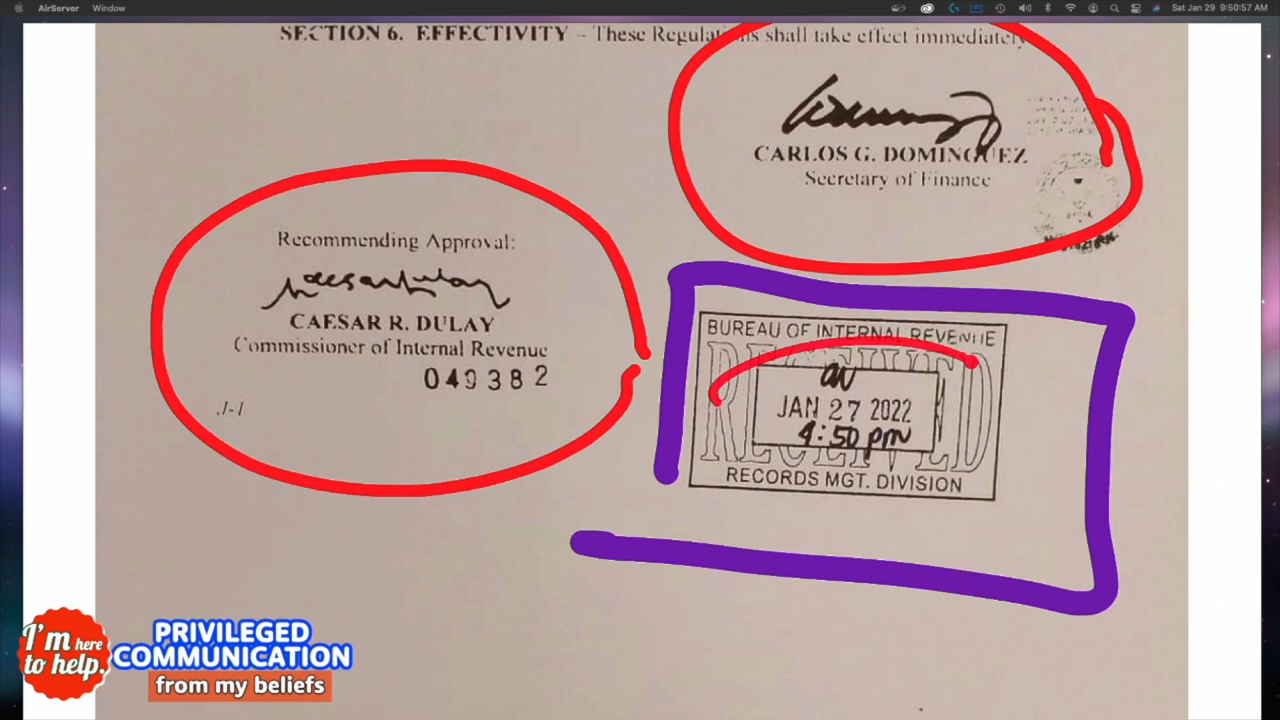 AirServer Window Sat Jan 29 9:50:57 AM
SECTION 6. EFFECTIVITY – These Regulations shall take effect immediately
CARLOS G. DOMINGUEZ
Secretary of Finance
Recommending Approval:
CAESAR R. DULAY
Commissioner of Internal Revenue
049382
J-1
BUREAU OF INTERNAL REVENUE
RECEIVED
JAN 27 2022
4:50 pm
RECORDS MGT. DIVISION
I'm here
to help.
PRIVILEGED
COMMUNICATION
from my beliefs